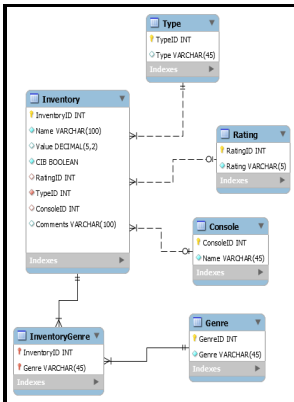 Type
TypeID INT
Type VARCHAR(45)
Indexes
Inventory
InventoryID INT
Name VARCHAR(100)
Value DECIMAL(5,2)
CIB BOOLEAN
RatingID INT
TypeID INT
ConsoleID INT
Comments VARCHAR(100)
Indexes
Rating
RatingID INT
Rating VARCHAR(5)
Indexes
Console
ConsoleID INT
Name VARCHAR(45)
Indexes
InventoryGenre
InventoryID INT
Genre VARCHAR(45)
Indexes
Genre
GenreID INT
Genre VARCHAR(45)
Indexes